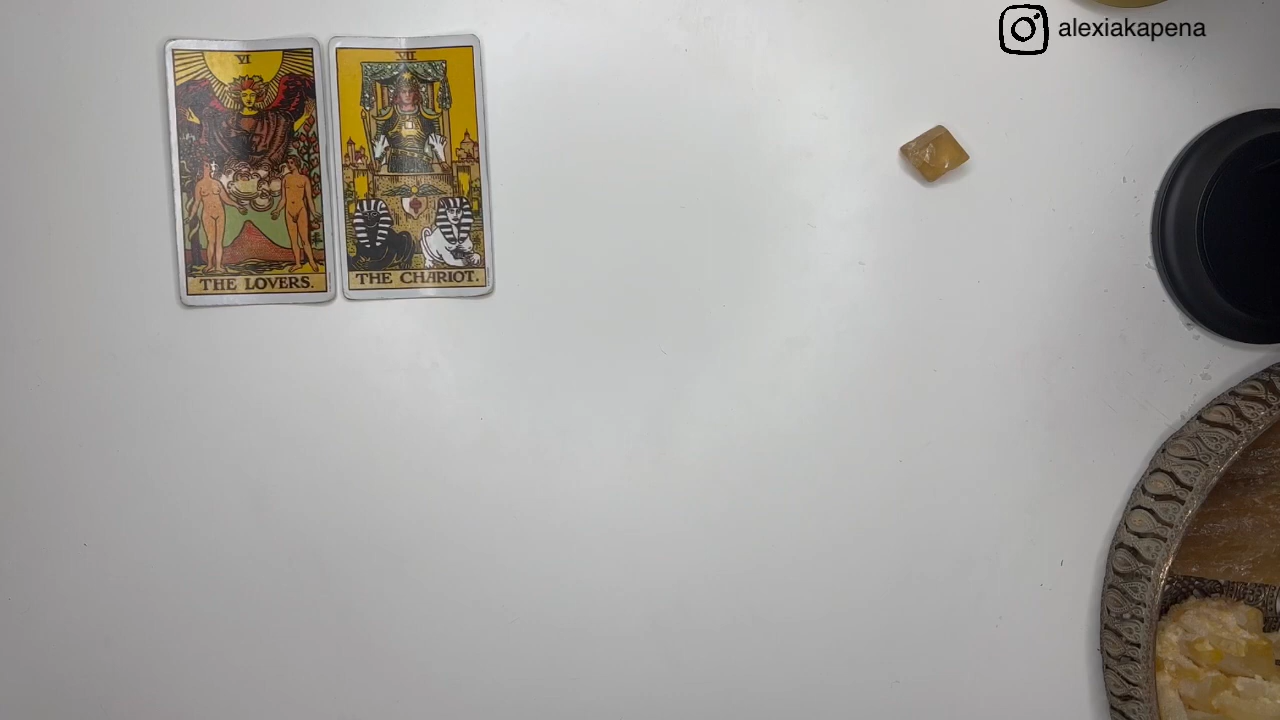 alexiakapena
VI
THE LOVERS.
VII
THE CHARIOT.